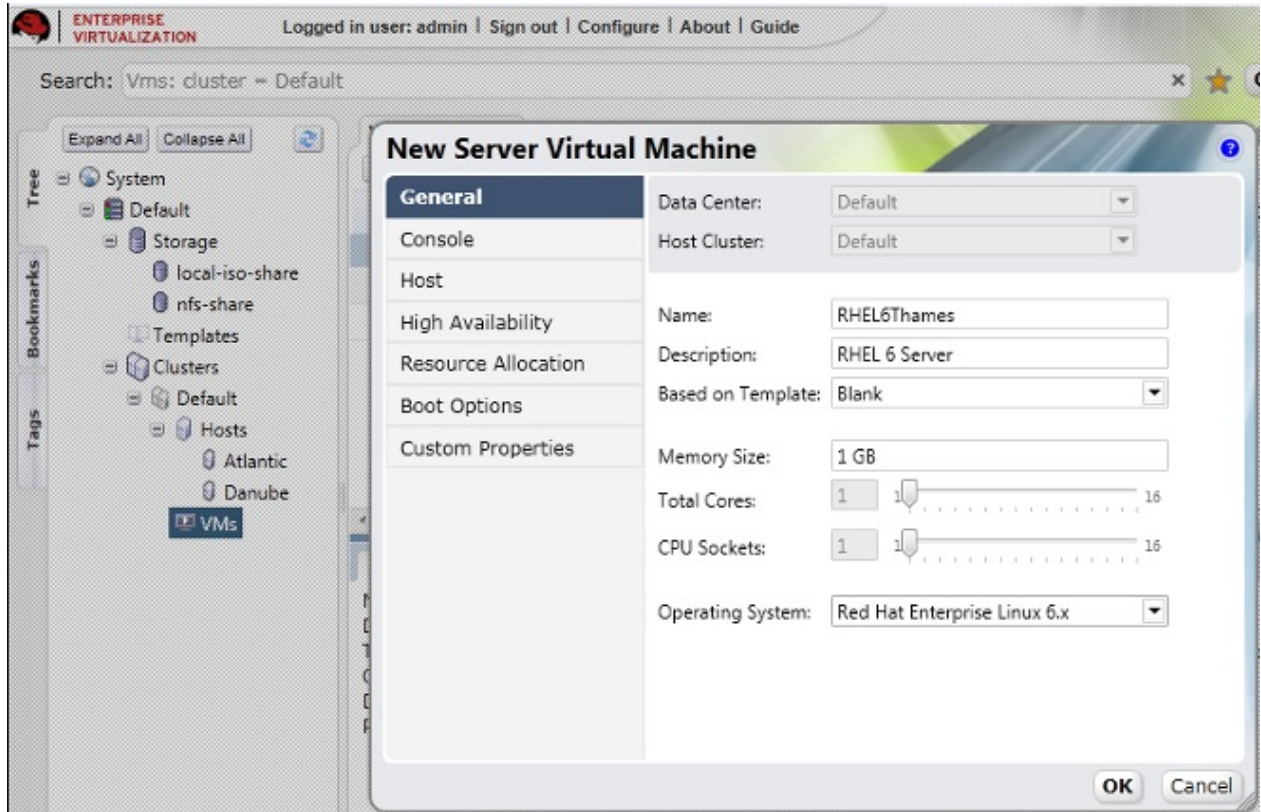 ENTERPRISE
VIRTUALIZATION
Logged in user: admin | Sign out | Configure | About | Guide
Search: Vms: cluster = Default
Expand All Collapse All
Tree
Bookmarks
Tags
System
Default
Storage
local-iso-share
nfs-share
Templates
Clusters
Default
Hosts
Atlantic
Danube
VMs
New Server Virtual Machine
General
Console
Host
High Availability
Resource Allocation
Boot Options
Custom Properties
Data Center: Default
Host Cluster: Default
Name: RHEL6Thames
Description: RHEL 6 Server
Based on Template: Blank
Memory Size: 1 GB
Total Cores: 1 1 16
CPU Sockets: 1 1 16
Operating System: Red Hat Enterprise Linux 6.x
OK Cancel